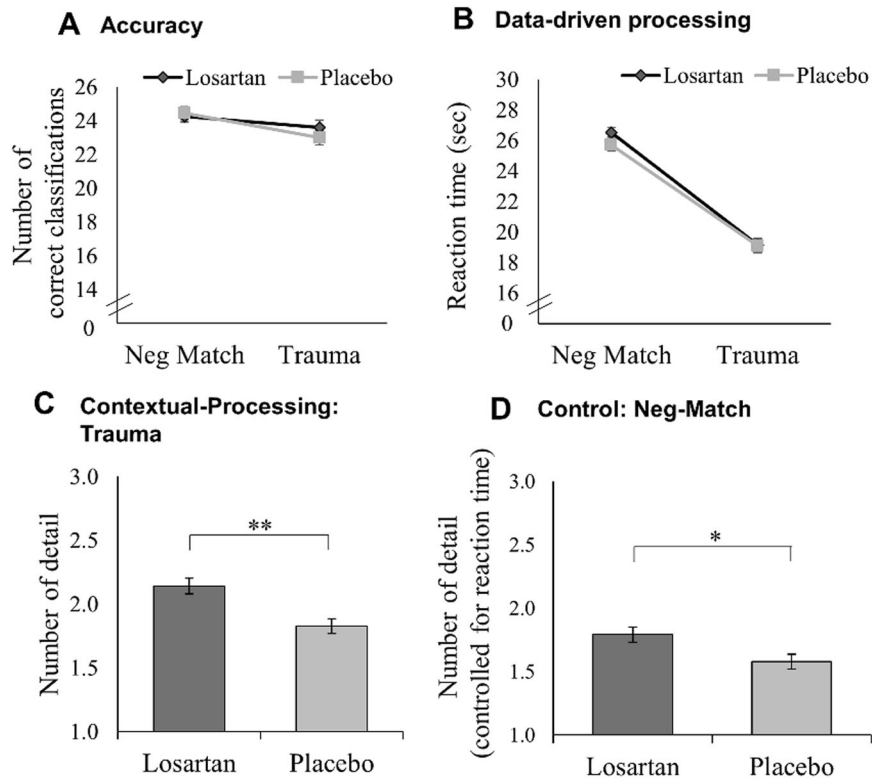 A Accuracy
Number of
correct classifications
26
24
22
20
18
16
14
0
Losartan Placebo
Neg Match Trauma
B Data-driven processing
Reaction time (sec)
30
28
26
24
22
20
18
16
0
Losartan Placebo
Neg Match Trauma
C Contextual-Processing:
Trauma
Number of detail
3.0
2.5
2.0
1.5
1.0
**
Losartan Placebo
D Control: Neg-Match
Number of detail
(controlled for reaction time)
3.0
2.5
2.0
1.5
1.0
*
Losartan Placebo